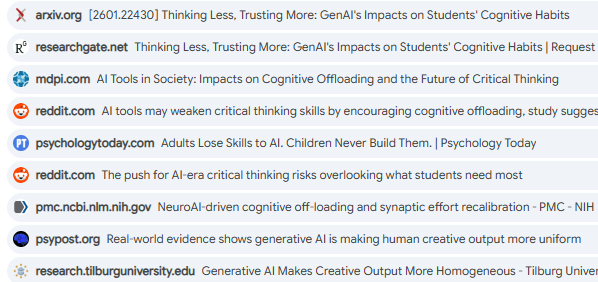 arxiv.org [2601.22430] Thinking Less, Trusting More: GenAI's Impacts on Students' Cognitive Habits
researchgate.net Thinking Less, Trusting More: GenAI's Impacts on Students' Cognitive Habits | Request
mdpi.com AI Tools in Society: Impacts on Cognitive Offloading and the Future of Critical Thinking
reddit.com AI tools may weaken critical thinking skills by encouraging cognitive offloading, study sugges
psychologytoday.com Adults Lose Skills to AI. Children Never Build Them. | Psychology Today
reddit.com The push for AI-era critical thinking risks overlooking what students need most
pmc.ncbi.nlm.nih.gov NeuroAI-driven cognitive off-loading and synaptic effort recalibration - PMC - NIH
psypost.org Real-world evidence shows generative AI is making human creative output more uniform
research.tilburguniversity.edu Generative AI Makes Creative Output More Homogeneous - Tilburg Univer